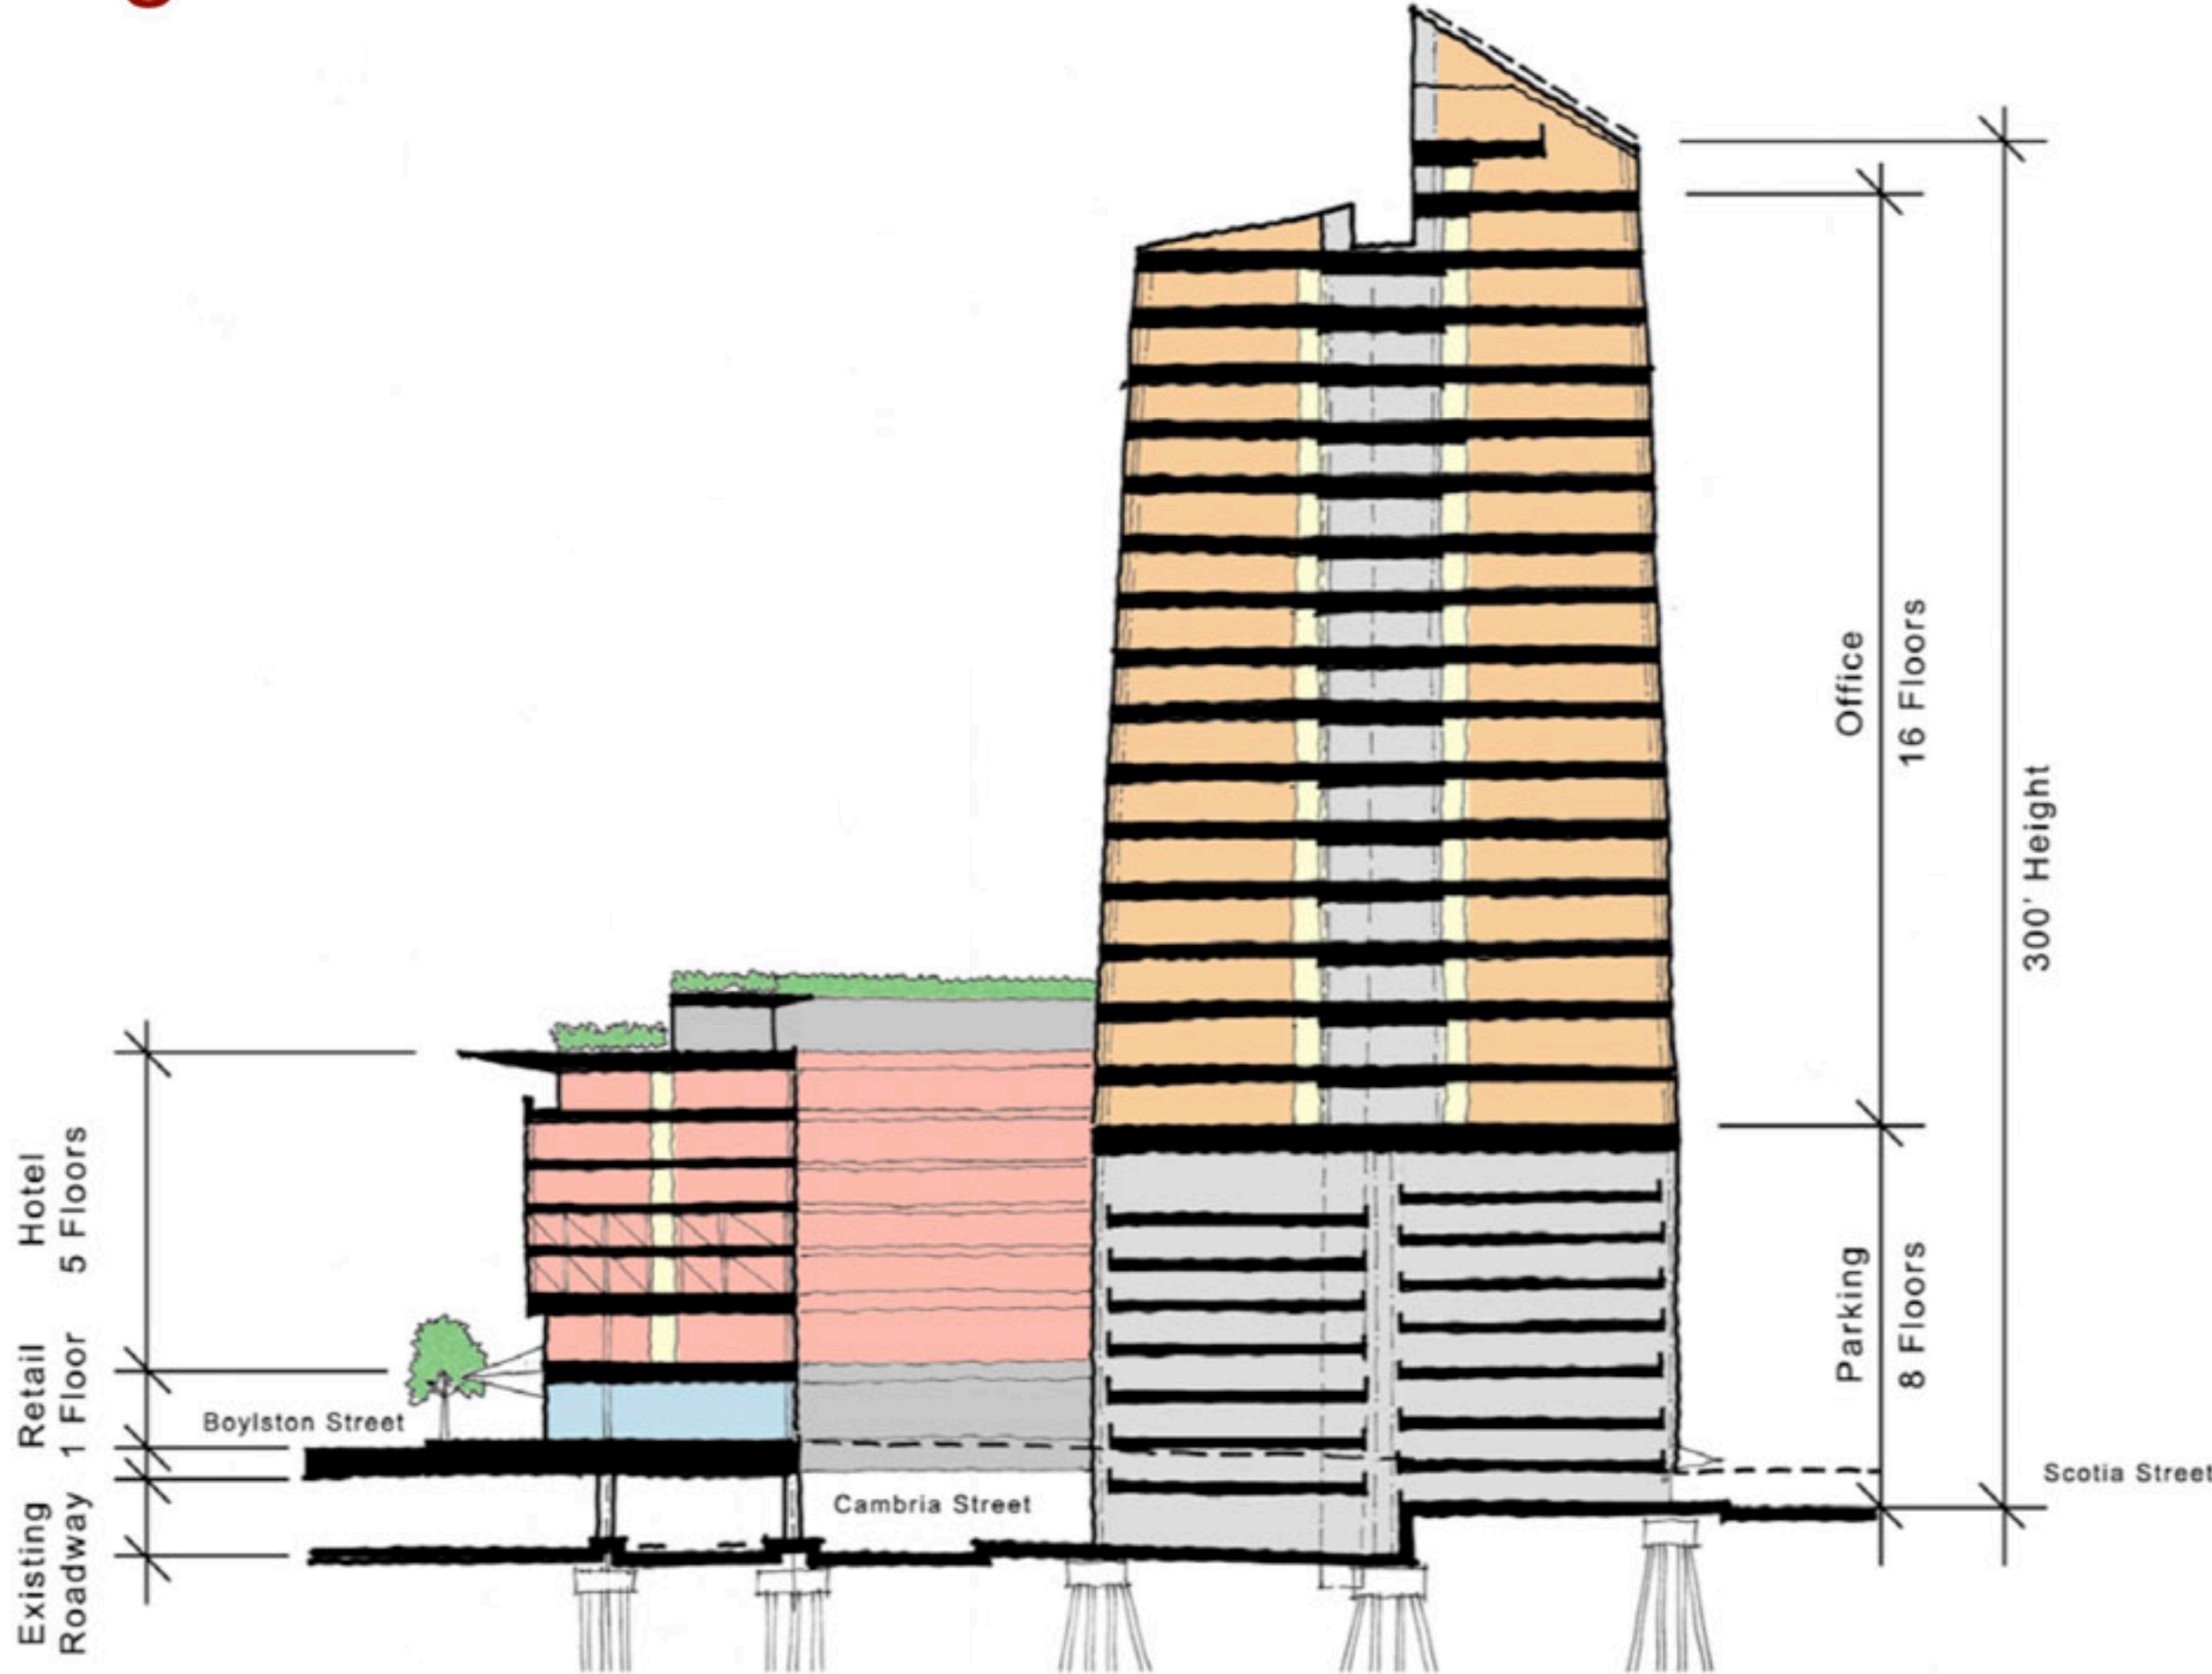 Hotel
5 Floors
Retail
1 Floor
Existing
Roadway
Boylston Street
Cambria Street
Office
16 Floors
Parking
8 Floors
300' Height
Scotia Street